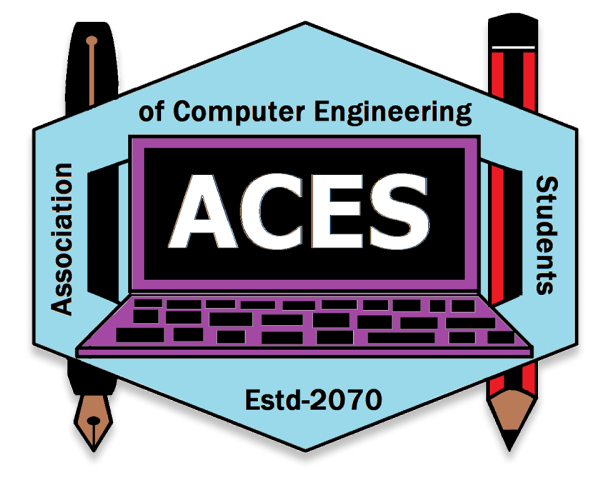 Association
of Computer Engineering
Students
ACES
Estd-2070